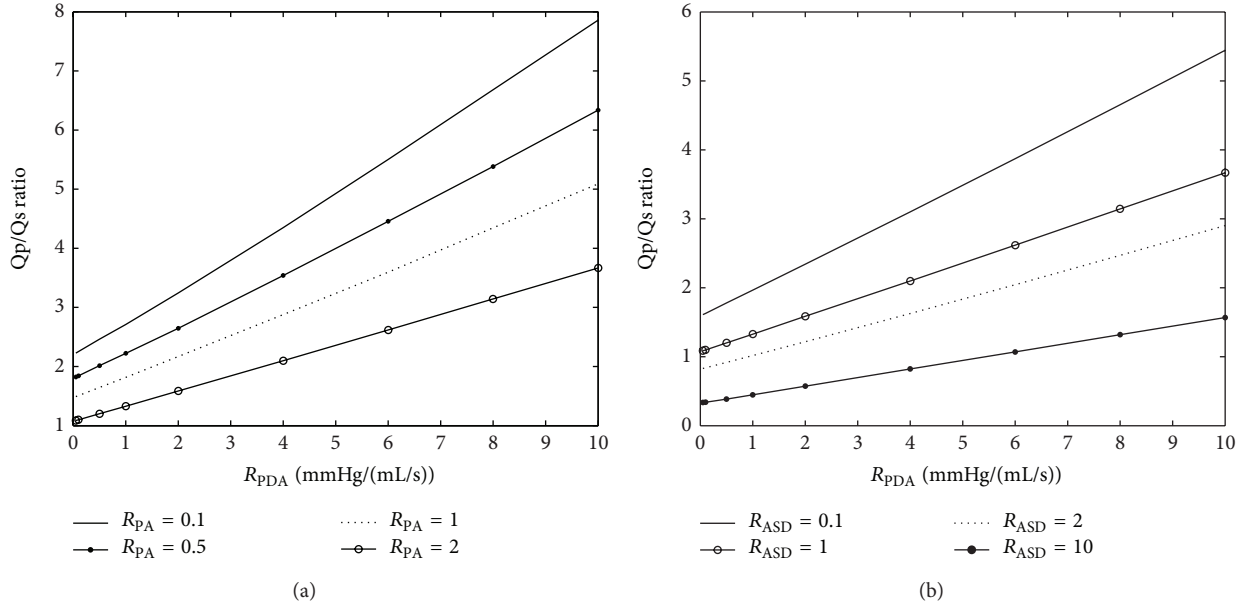 8
7
6
5
4
3
2
1
Qp/Qs ratio
0 1 2 3 4 5 6 7 8 9 10
R_PDA (mmHg/(mL/s))
R_PA = 0.1
R_PA = 0.5
R_PA = 1
R_PA = 2
(a)
6
5
4
3
2
1
0
Qp/Qs ratio
0 1 2 3 4 5 6 7 8 9 10
R_PDA (mmHg/(mL/s))
R_ASD = 0.1
R_ASD = 1
R_ASD = 2
R_ASD = 10
(b)